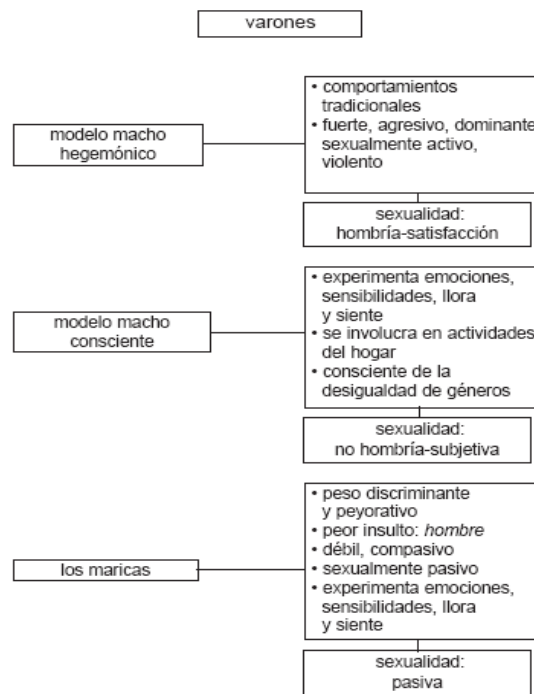 varones
modelo macho
hegemónico
• comportamientos
tradicionales
• fuerte, agresivo, dominante
sexualmente activo,
violento
sexualidad:
hombría-satisfacción
modelo macho
consciente
• experimenta emociones,
sensibilidades, llora
y siente
• se involucra en actividades
del hogar
• consciente de la
desigualdad de géneros
sexualidad:
no hombría-subjetiva
los maricas
• peso discriminante
y peyorativo
• peor insulto: hombre
• débil, compasivo
• sexualmente pasivo
• experimenta emociones,
sensibilidades, llora
y siente
sexualidad:
pasiva